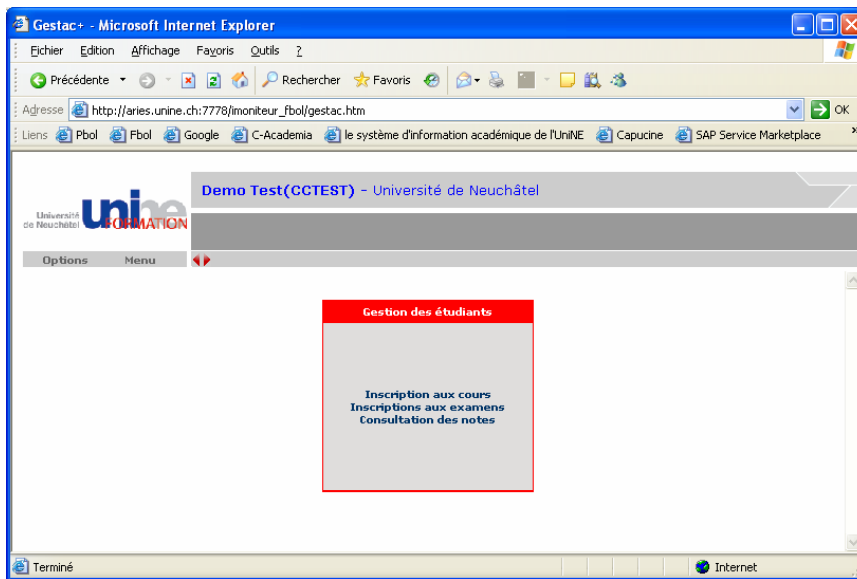 Gestac+ - Microsoft Internet Explorer
Eichier Edition Affichage Favoris Outils ?
Précédente Rechercher Favoris
Adresse http://aries.unine.ch:7778/imoniteur_fbol/gestac.htm OK
Liens Pbol Fbol Google C-Academia le système d'information académique de l'UniNE Capucine SAP Service Marketplace »
Demo Test(CCTEST) - Université de Neuchâtel
Université
de Neuchâtel unine
FORMATION
Options Menu
Gestion des étudiants
Inscription aux cours
Inscriptions aux examens
Consultation des notes
Terminé Internet